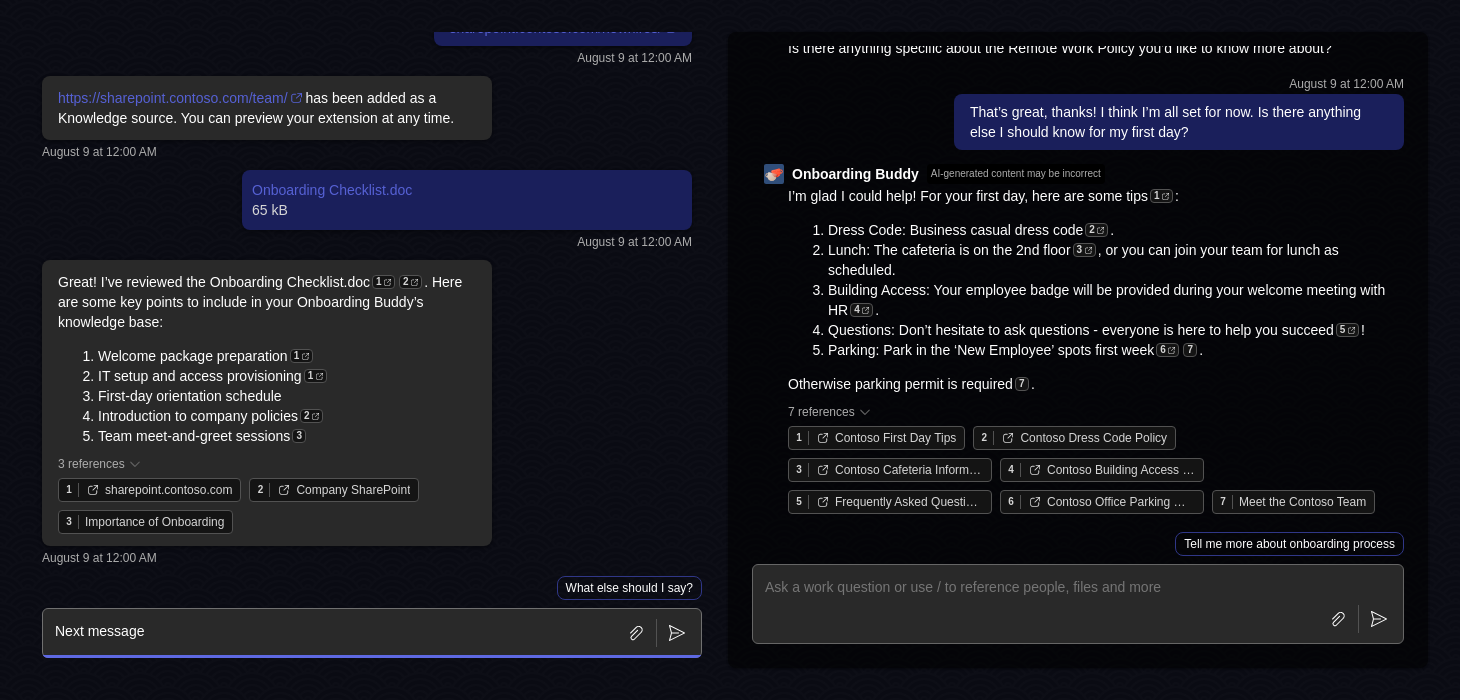 August 9 at 12:00 AM
https://sharepoint.contoso.com/team/ has been added as a
Knowledge source. You can preview your extension at any time.
August 9 at 12:00 AM
Onboarding Checklist.doc
65 kB
August 9 at 12:00 AM
Great! I’ve reviewed the Onboarding Checklist.doc 1 2 . Here
are some key points to include in your Onboarding Buddy’s
knowledge base:
1. Welcome package preparation 1
2. IT setup and access provisioning 1
3. First-day orientation schedule
4. Introduction to company policies 2
5. Team meet-and-greet sessions 3
3 references
1 sharepoint.contoso.com 2 Company SharePoint
3 Importance of Onboarding
August 9 at 12:00 AM
What else should I say?
Next message
Is there anything specific about the Remote Work Policy you’d like to know more about?
August 9 at 12:00 AM
That’s great, thanks! I think I’m all set for now. Is there anything
else I should know for my first day?
Onboarding Buddy AI-generated content may be incorrect
I’m glad I could help! For your first day, here are some tips 1 :
1. Dress Code: Business casual dress code 2 .
2. Lunch: The cafeteria is on the 2nd floor 3 , or you can join your team for lunch as
scheduled.
3. Building Access: Your employee badge will be provided during your welcome meeting with
HR 4 .
4. Questions: Don’t hesitate to ask questions - everyone is here to help you succeed 5 !
5. Parking: Park in the ‘New Employee’ spots first week 6 7 .
Otherwise parking permit is required 7 .
7 references
1 Contoso First Day Tips 2 Contoso Dress Code Policy
3 Contoso Cafeteria Inform… 4 Contoso Building Access …
5 Frequently Asked Questi… 6 Contoso Office Parking … 7 Meet the Contoso Team
Tell me more about onboarding process
Ask a work question or use / to reference people, files and more